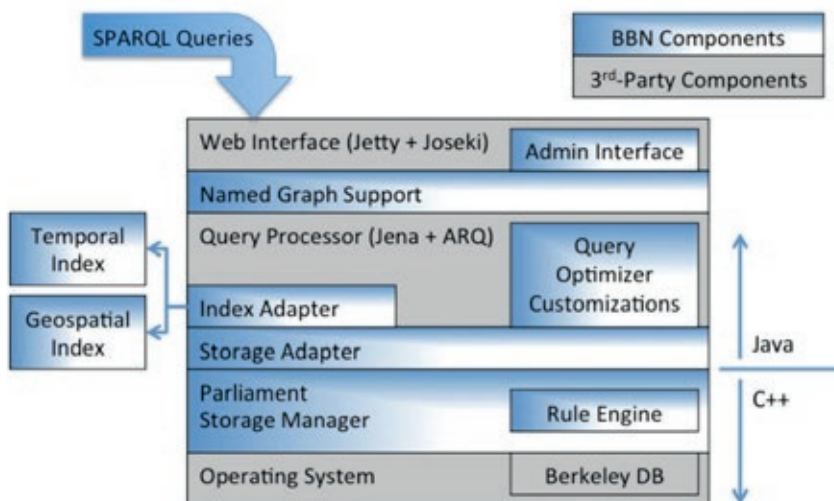 SPARQL Queries
BBN Components
3rd-Party Components
Web Interface (Jetty + Joseki)
Admin Interface
Named Graph Support
Temporal
Index
Query Processor (Jena + ARQ)
Query
Optimizer
Customizations
Geospatial
Index
Index Adapter
Storage Adapter
Java
Parliament
Storage Manager
Rule Engine
C++
Operating System
Berkeley DB